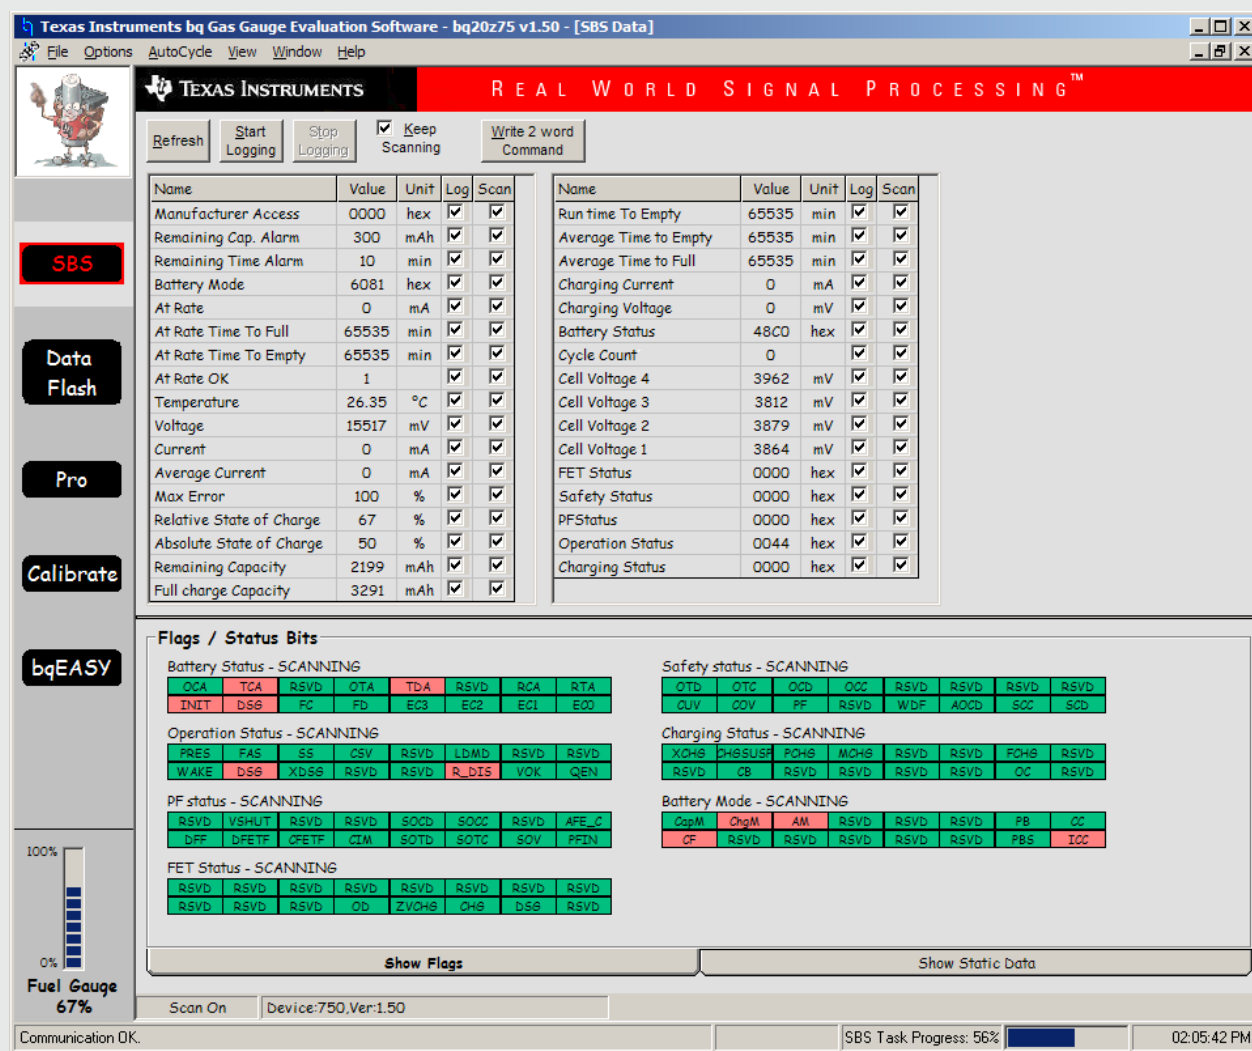 Texas Instruments bq Gas Gauge Evaluation Software - bq20z75 v1.50 - [SBS Data]
File Options AutoCycle View Window Help
TEXAS INSTRUMENTS REAL WORLD SIGNAL PROCESSING™
Refresh Start Logging Stop Logging Keep Scanning Write 2 word Command
Name Value Unit Log Scan
Manufacturer Access 0000 hex
Remaining Cap. Alarm 300 mAh
Remaining Time Alarm 10 min
Battery Mode 6081 hex
At Rate 0 mA
At Rate Time To Full 65535 min
At Rate Time To Empty 65535 min
At Rate OK 1
Temperature 26.35 °C
Voltage 15517 mV
Current 0 mA
Average Current 0 mA
Max Error 100 %
Relative State of Charge 67 %
Absolute State of Charge 50 %
Remaining Capacity 2199 mAh
Full charge Capacity 3291 mAh
Name Value Unit Log Scan
Run time To Empty 65535 min
Average Time to Empty 65535 min
Average Time to Full 65535 min
Charging Current 0 mA
Charging Voltage 0 mV
Battery Status 48C0 hex
Cycle Count 0
Cell Voltage 4 3962 mV
Cell Voltage 3 3812 mV
Cell Voltage 2 3879 mV
Cell Voltage 1 3864 mV
FET Status 0000 hex
Safety Status 0000 hex
PFStatus 0000 hex
Operation Status 0044 hex
Charging Status 0000 hex
SBS
Data
Flash
Pro
Calibrate
bqEASY
100%
0%
Fuel Gauge
67%
Flags / Status Bits
Battery Status - SCANNING
OCA TCA RSVD OTA TDA RSVD RCA RTA
INIT DSG FC FD EC3 EC2 EC1 EC0
Operation Status - SCANNING
PRES FAS SS CSV RSVD LDMD RSVD RSVD
WAKE DSG XDSG RSVD RSVD R_DIS VOK QEN
PF status - SCANNING
RSVD VSHUT RSVD RSVD SOCD SOCC RSVD AFE_C
DFF DFETF CFETF CIM SOTD SOTC SOV PFIN
FET Status - SCANNING
RSVD RSVD RSVD RSVD RSVD RSVD RSVD RSVD
RSVD RSVD RSVD OD ZVCHG CHG DSG RSVD
Safety status - SCANNING
OTD OTC OCD OCC RSVD RSVD RSVD RSVD
CUV COV PF RSVD WDF AOCD SCC SCD
Charging Status - SCANNING
XCHG CHGSUSP PCHG MCHG RSVD RSVD FCHG RSVD
RSVD CB RSVD RSVD RSVD RSVD OC RSVD
Battery Mode - SCANNING
CapM ChgM AM RSVD RSVD RSVD PB CC
CF RSVD RSVD RSVD RSVD RSVD PBS ICC
Show Flags Show Static Data
Scan On Device:750,Ver:1.50
Communication OK. SBS Task Progress: 56% 02:05:42 PM